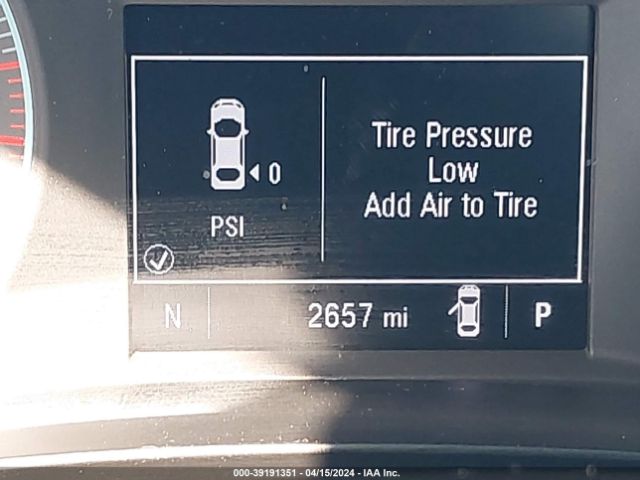 Tire Pressure
Low
Add Air to Tire
0
PSI
N
2657 mi
P
000-39191351 - 04/15/2024 - IAA Inc.